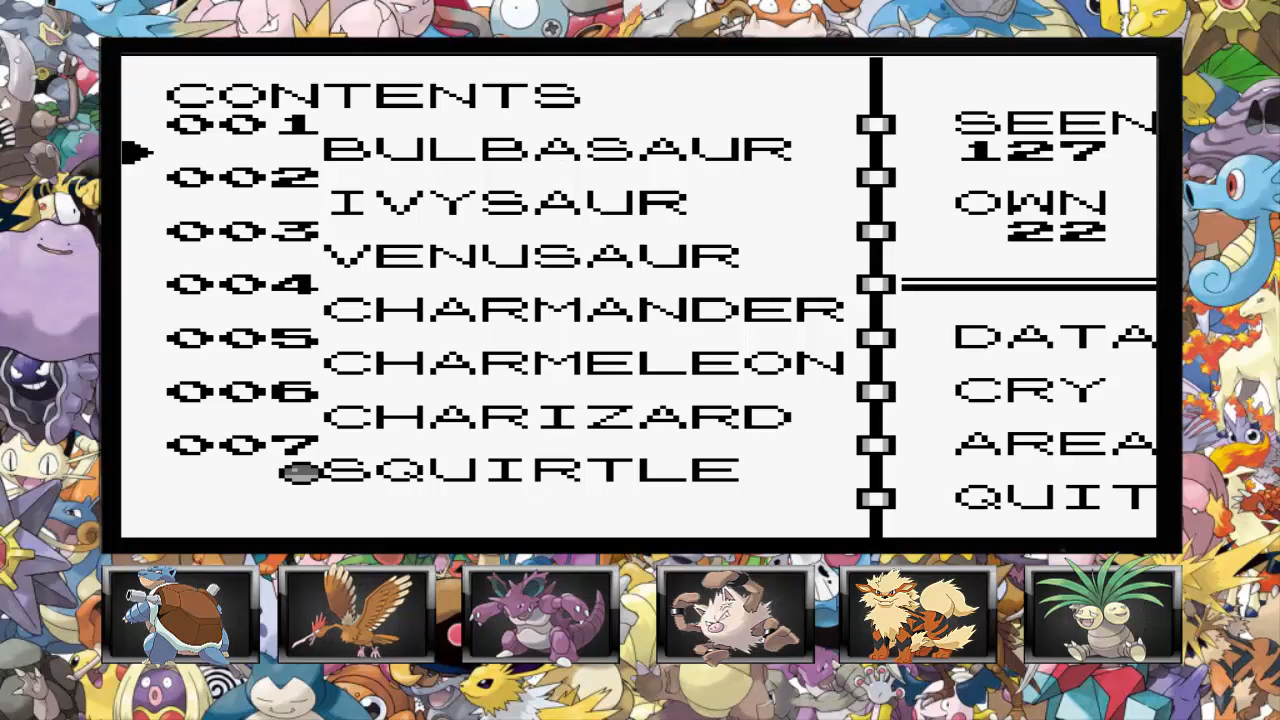 CONTENTS
001
BULBASAUR
002
IVYSAUR
003
VENUSAUR
004
CHARMANDER
005
CHARMELEON
006
CHARIZARD
007
SQUIRTLE
SEEN
127
OWN
22
DATA
CRY
AREA
QUIT